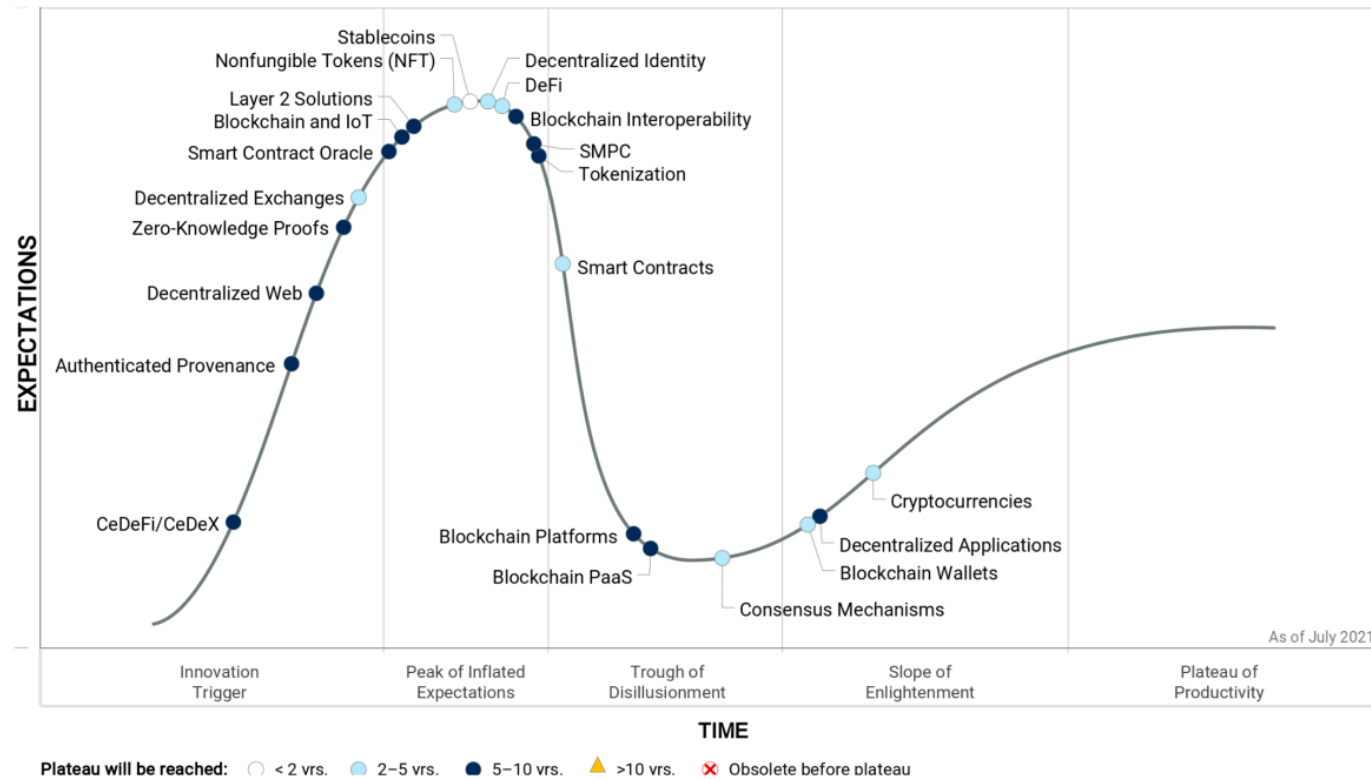 Stablecoins
Nonfungible Tokens (NFT)
Decentralized Identity
DeFi
Layer 2 Solutions
Blockchain and IoT
Blockchain Interoperability
Smart Contract Oracle
SMPC
Tokenization
Decentralized Exchanges
Zero-Knowledge Proofs
Smart Contracts
Decentralized Web
Authenticated Provenance
CeDeFi/CeDeX
Blockchain Platforms
Blockchain PaaS
Cryptocurrencies
Decentralized Applications
Blockchain Wallets
Consensus Mechanisms
EXPECTATIONS
As of July 2021
Innovation
Trigger
Peak of Inflated
Expectations
Trough of
Disillusionment
Slope of
Enlightenment
Plateau of
Productivity
TIME
Plateau will be reached: < 2 yrs. 2–5 yrs. 5–10 yrs. >10 yrs. Obsolete before plateau